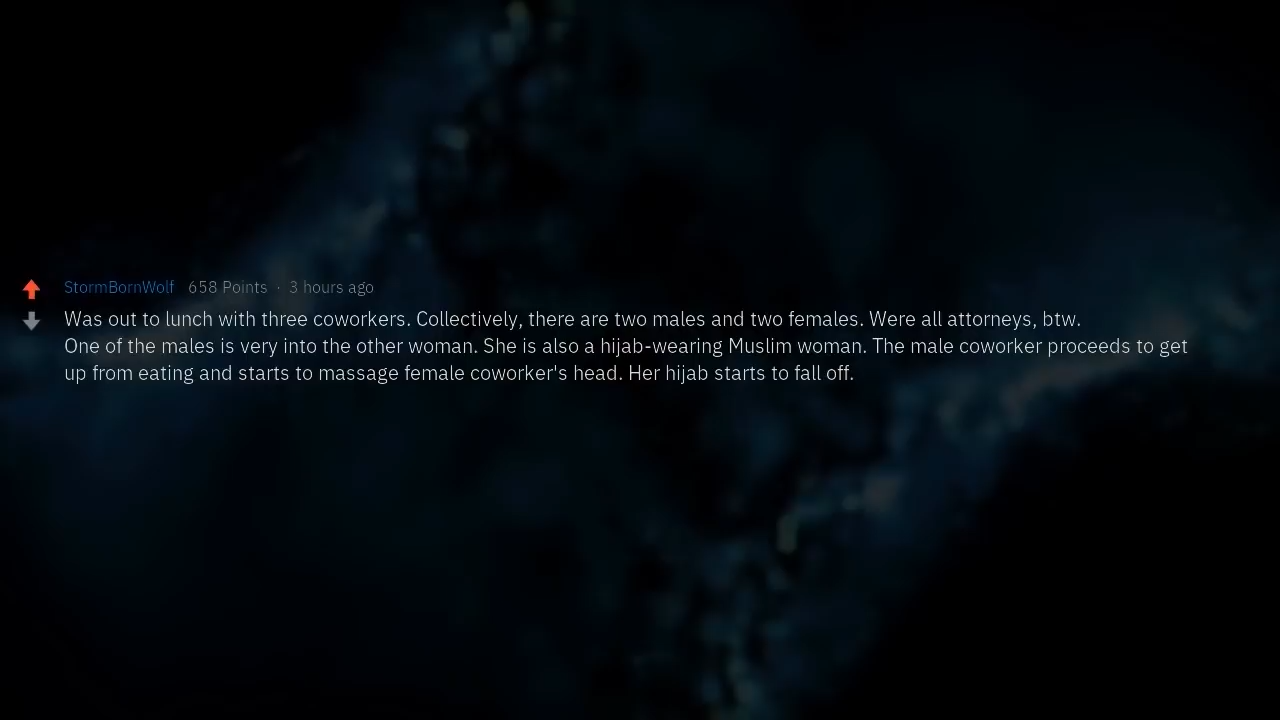 StormBornWolf 658 Points · 3 hours ago
Was out to lunch with three coworkers. Collectively, there are two males and two females. Were all attorneys, btw.
One of the males is very into the other woman. She is also a hijab-wearing Muslim woman. The male coworker proceeds to get
up from eating and starts to massage female coworker's head. Her hijab starts to fall off.